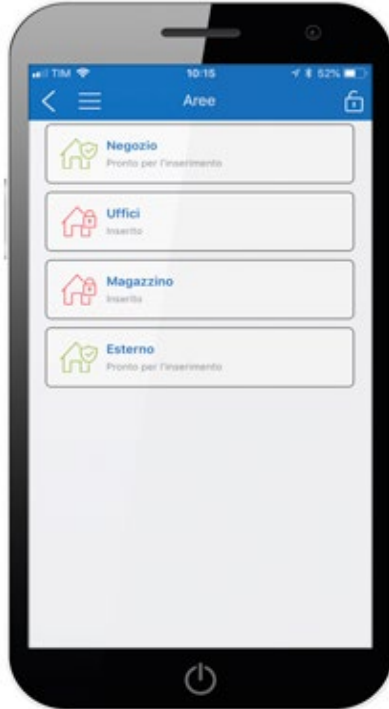 TIM
10:15
52%
Aree
Negozio
Pronto per l'inserimento
Uffici
Inserito
Magazzino
Inserito
Esterno
Pronto per l'inserimento